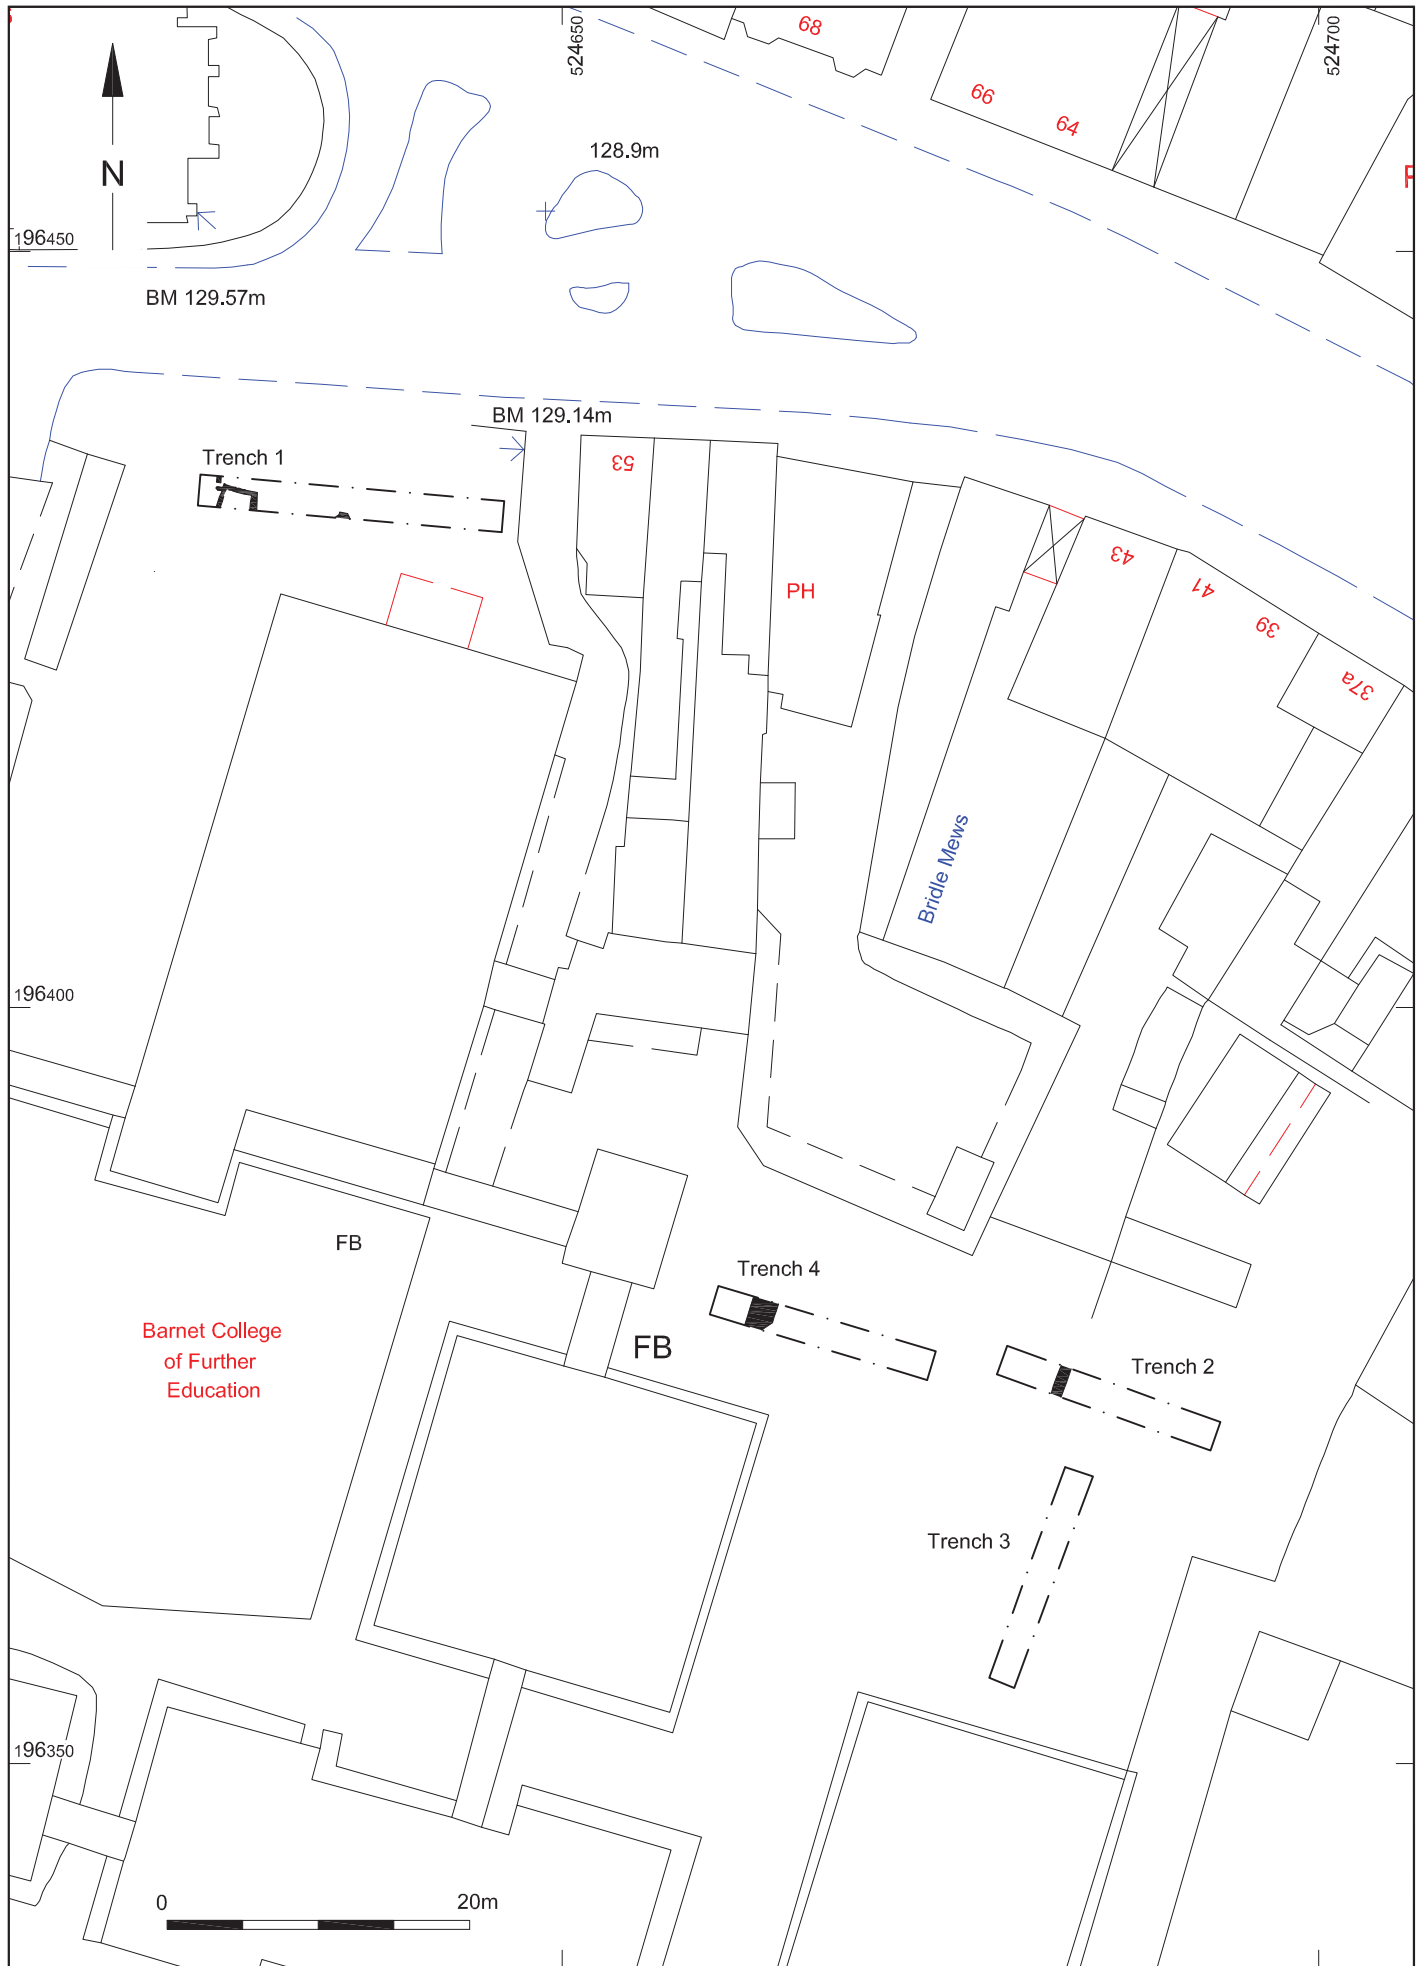 68
524650
524700
66
64
128.9m
N
196450
BM 129.57m
BM 129.14m
Trench 1
53
PH
43
41
39
37a
Bridle Mews
196400
FB
Trench 4
Barnet College
of Further
Education
FB
Trench 2
Trench 3
196350
0
20m